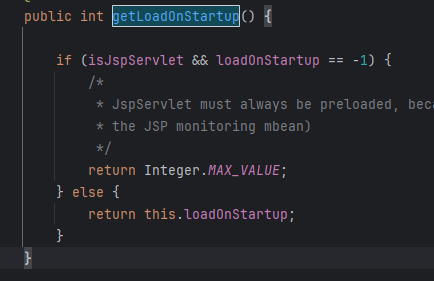 public int getLoadOnStartup() {
if (isJspServlet && loadOnStartup == -1) {
/*
* JspServlet must always be preloaded, beca
* the JSP monitoring mbean)
*/
return Integer.MAX_VALUE;
} else {
return this.loadOnStartup;
}
}